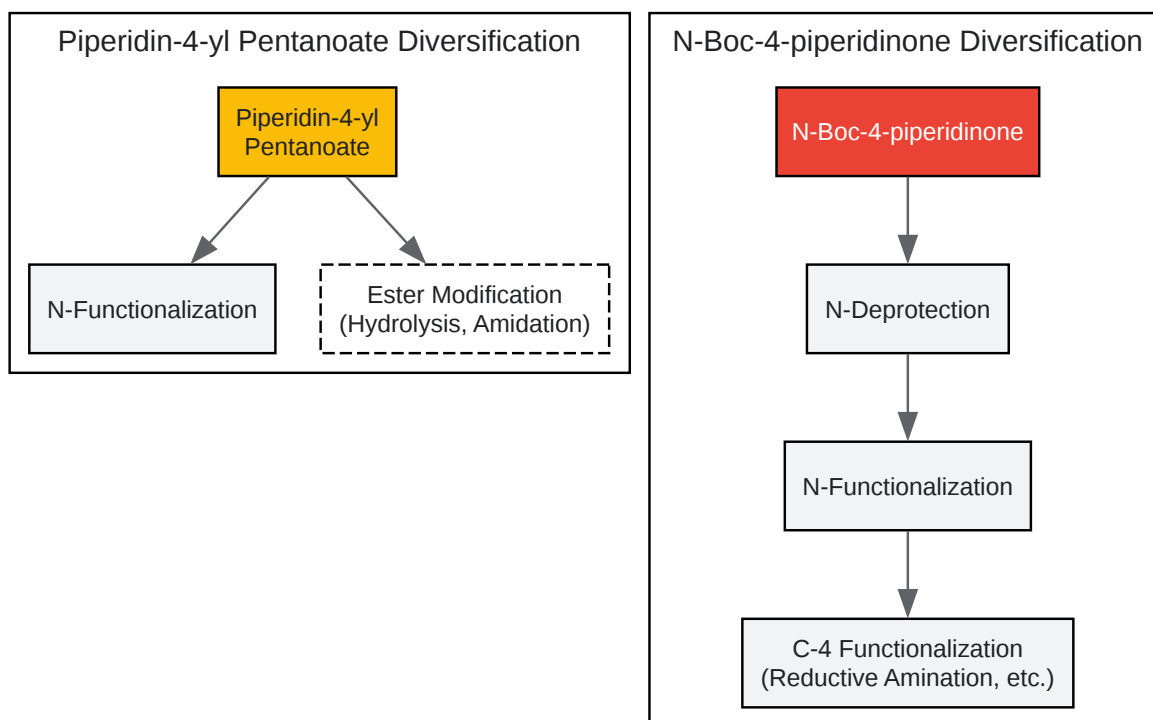 Piperidin-4-yl Pentanoate Diversification
Piperidin-4-yl
Pentanoate
N-Functionalization
Ester Modification
(Hydrolysis, Amidation)
N-Boc-4-piperidinone Diversification
N-Boc-4-piperidinone
N-Deprotection
N-Functionalization
C-4 Functionalization
(Reductive Amination, etc.)